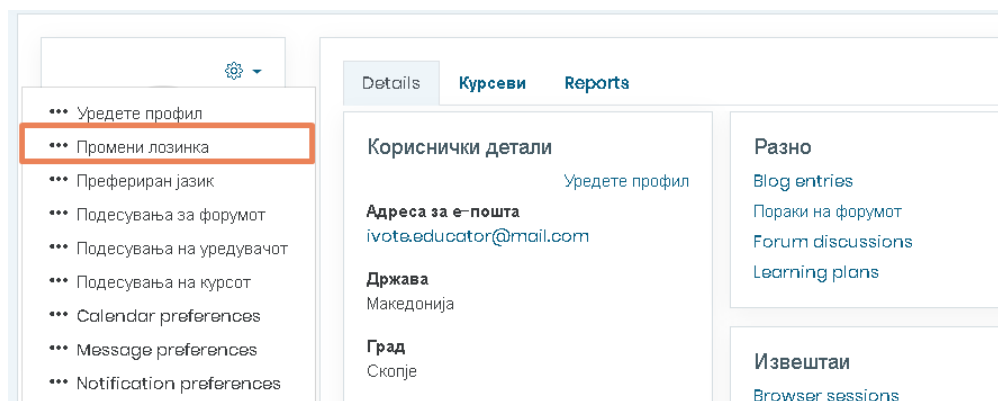 Details
Курсеви
Reports
••• Уредете профил
••• Промени лозинка
••• Префериран јазик
••• Подесувања за форумот
••• Подесувања на уредувачот
••• Подесувања на курсот
••• Calendar preferences
••• Message preferences
••• Notification preferences
Кориснички детали
Уредете профил
Адреса за е-пошта
ivote.educator@mail.com
Држава
Македонија
Град
Скопје
Разно
Blog entries
Пораки на форумот
Forum discussions
Learning plans
Извештаи
Browser sessions